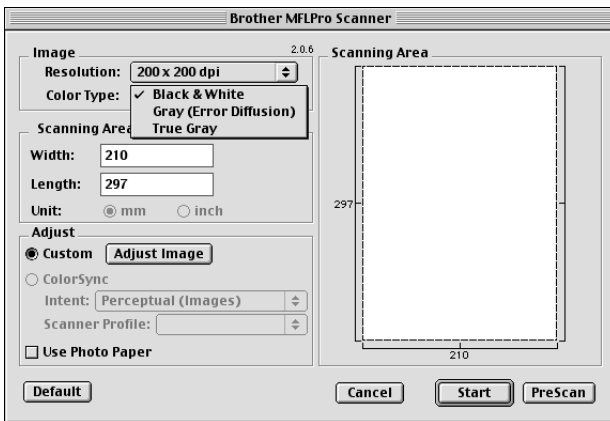 Brother MFLPro Scanner
Image
2.0.6
Resolution: 200 x 200 dpi
Color Type: ✓ Black & White
Gray (Error Diffusion)
True Gray
Scanning Area
Width: 210
Length: 297
Unit: mm inch
Adjust
Custom Adjust Image
ColorSync
Intent: Perceptual (Images)
Scanner Profile:
Use Photo Paper
Default
Scanning Area
297
210
Cancel Start PreScan